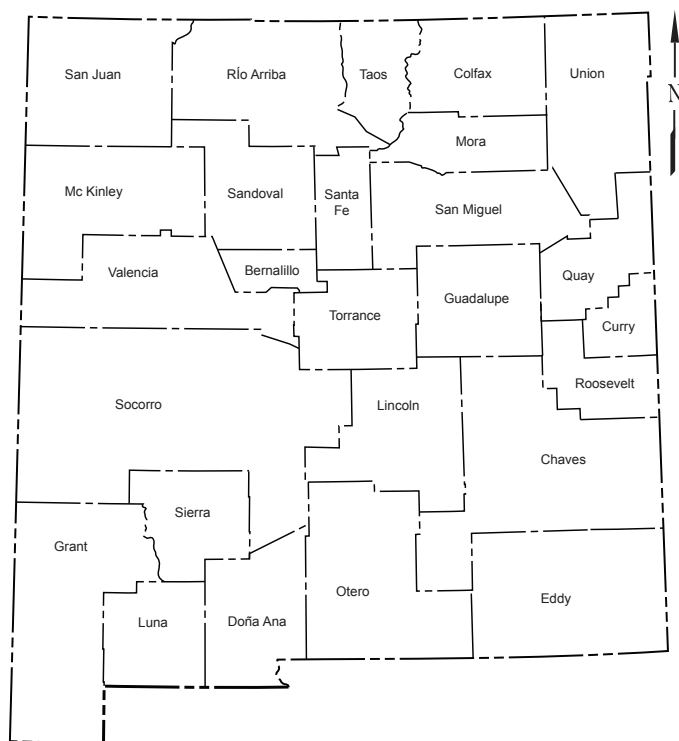 San Juan
RÍo Arriba
Taos
Colfax
Union
N
Mora
Mc Kinley
Sandoval
Santa
Fe
San Miguel
Valencia
Bernalillo
Quay
Guadalupe
Torrance
Curry
Roosevelt
Socorro
Lincoln
Chaves
Sierra
Grant
Otero
Eddy
Luna
Doña Ana